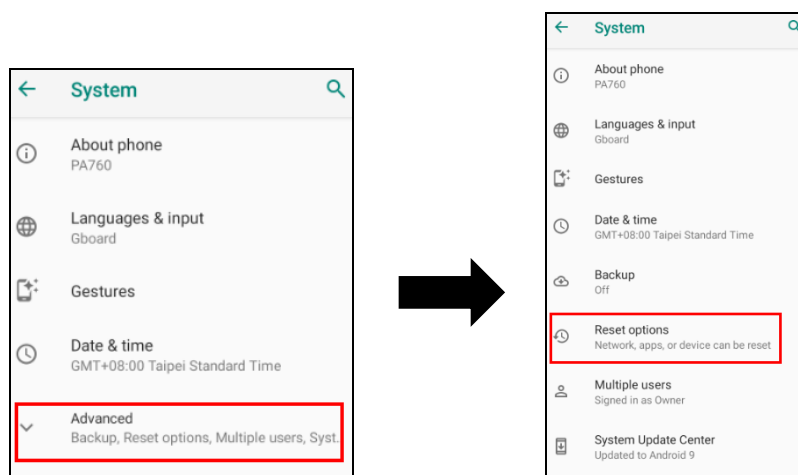 System
About phone
PA760
Languages & input
Gboard
Gestures
Date & time
GMT+08:00 Taipei Standard Time
Advanced
Backup, Reset options, Multiple users, Syst..
System
About phone
PA760
Languages & input
Gboard
Gestures
Date & time
GMT+08:00 Taipei Standard Time
Backup
Off
Reset options
Network, apps, or device can be reset
Multiple users
Signed in as Owner
System Update Center
Updated to Android 9